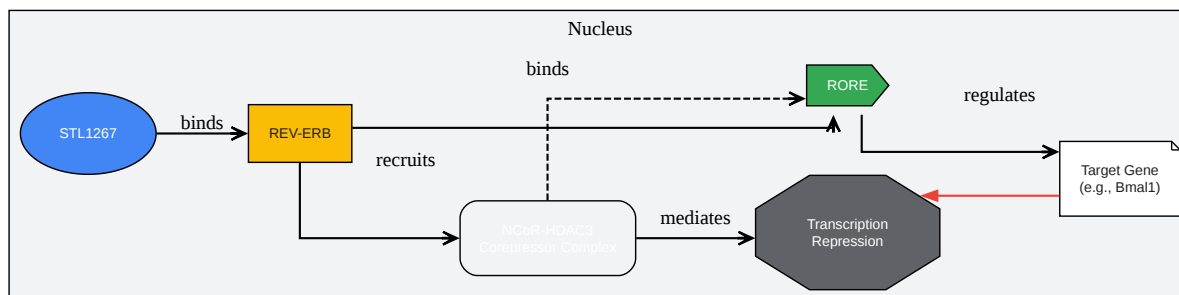 Nucleus
binds
RORE
regulates
STL1267
binds
REV-ERB
recruits
Target Gene
(e.g., Bmal1)
NCoR-HDAC3
Corepressor Complex
mediates
Transcription
Repression